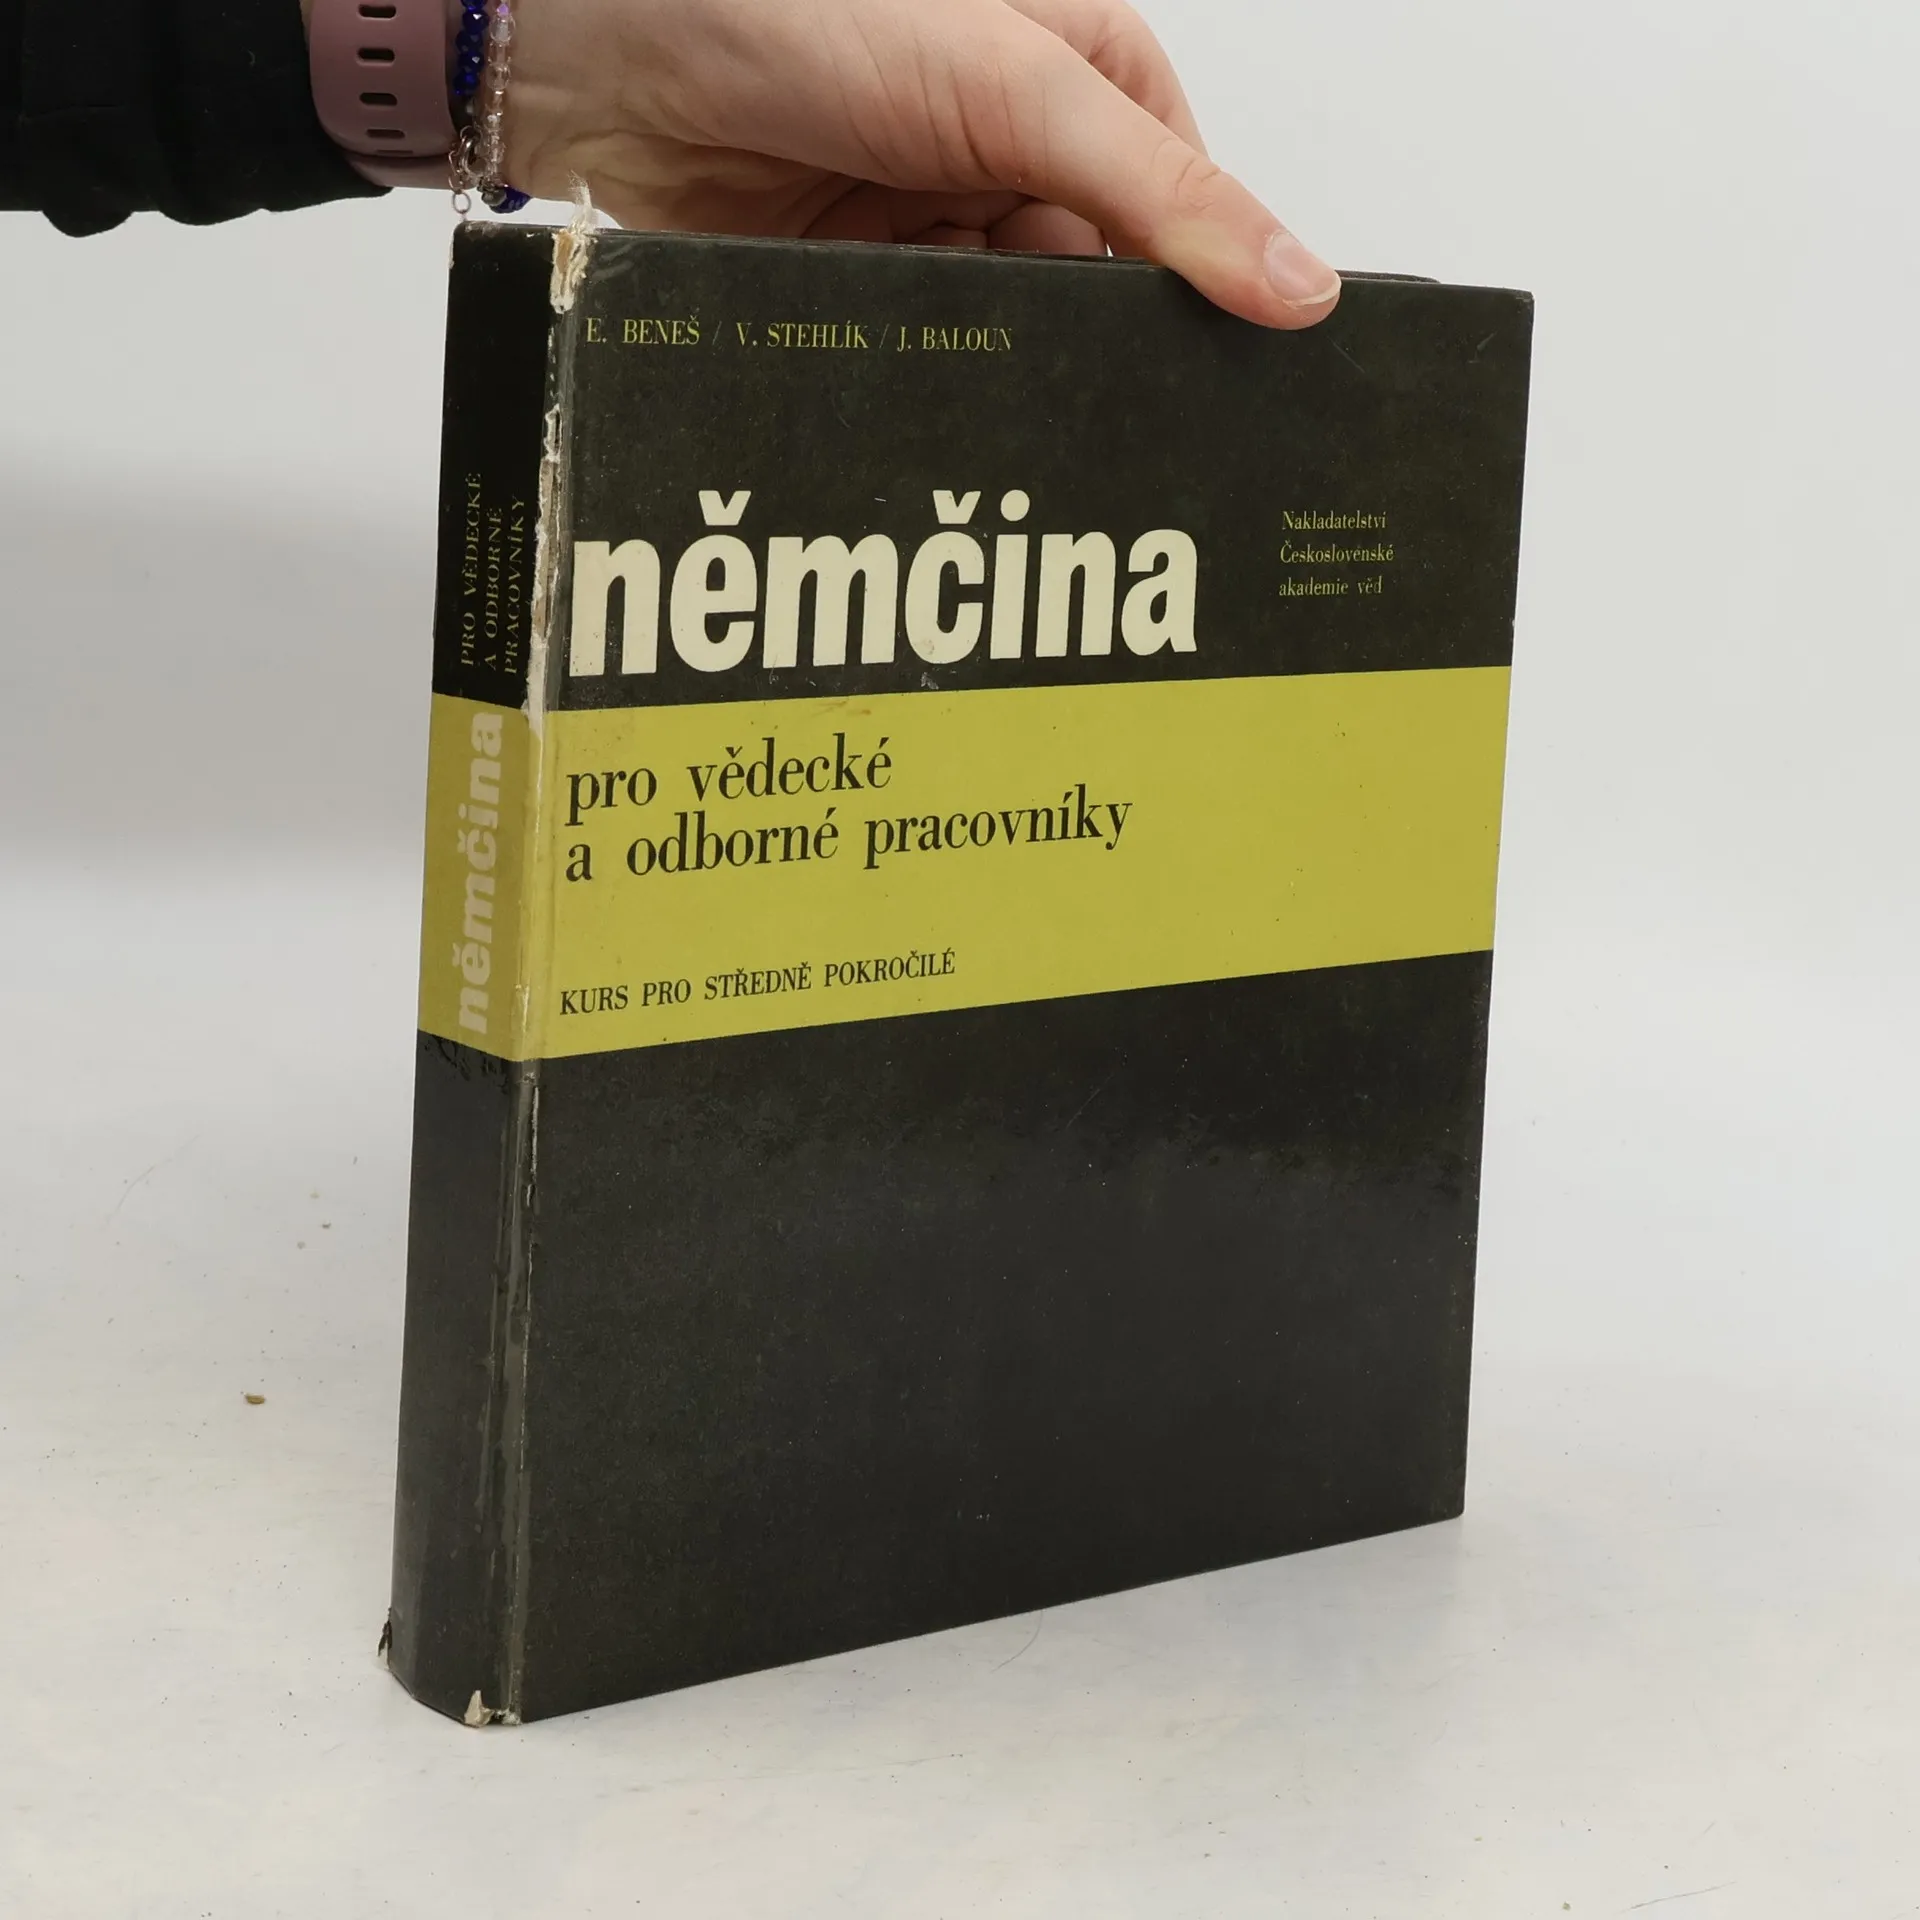 E. BENEŠ / V. STEHLÍK / J. BALOUN
němčina
Nakladatelství
Československé
akademie věd
pro vědecké
a odborné pracovníky
KURS PRO STŘEDNĚ POKROČILÉ
PRO VĚDECKÉ
A ODBORNÉ
PRACOVNÍKY
němčina